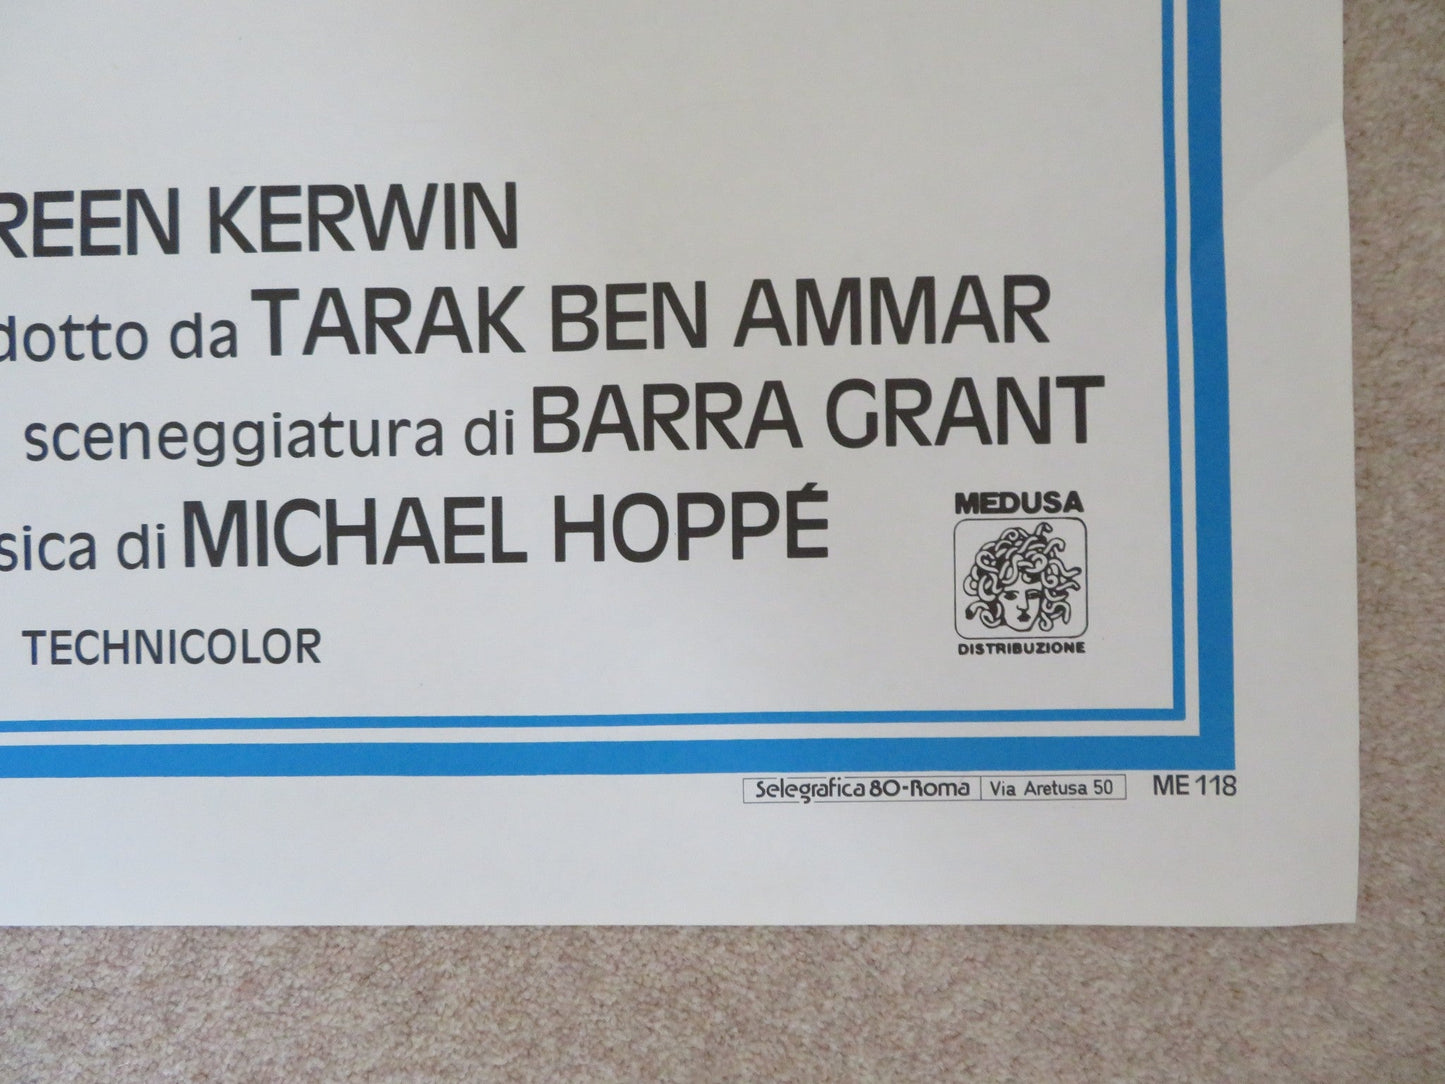 REEN KERWIN
dotto da TARAK BEN AMMAR
sceneggiatura di BARRA GRANT
sica di MICHAEL HOPPÉ
MEDUSA
DISTRIBUZIONE
TECHNICOLOR
Selegrafica 80-Roma Via Aretusa 50 ME 118